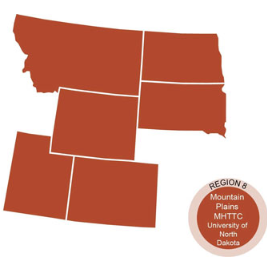 REGION 8
Mountain
Plains
MHTTC
University of
North
Dakota